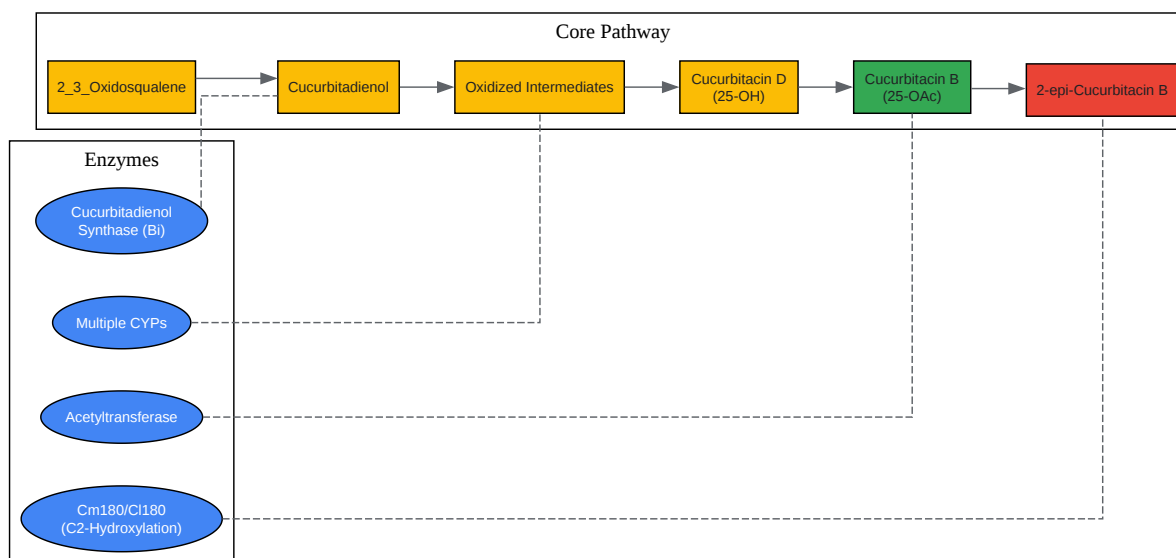 Core Pathway
2_3_Oxidosqualene
Cucurbitadienol
Oxidized Intermediates
Cucurbitacin D
(25-OH)
Cucurbitacin B
(25-OAc)
2-epi-Cucurbitacin B
Enzymes
Cucurbitadienol
Synthase (Bi)
Multiple CYPs
Acetyltransferase
Cm180/Cl180
(C2-Hydroxylation)